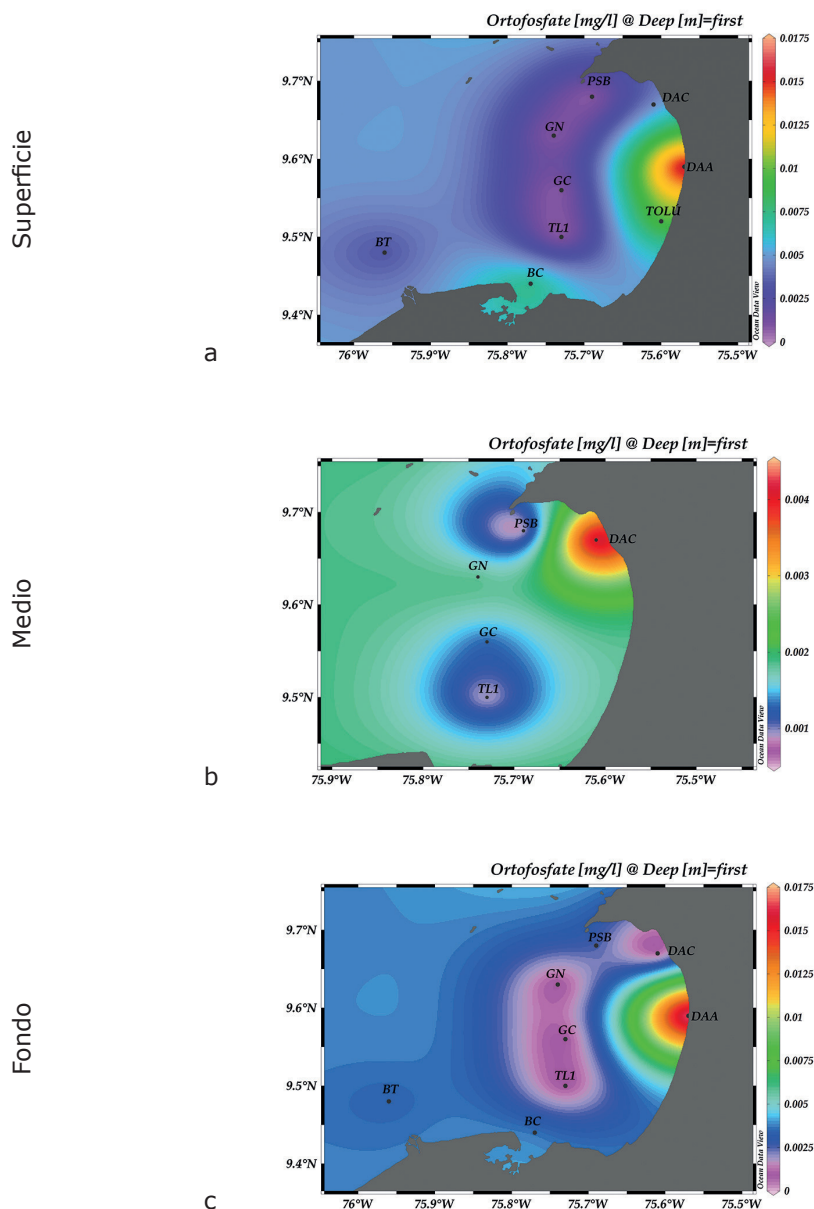 Ortofosfate [mg/l] @ Deep [m]=first
Superficie
a
9.7°N
9.6°N
9.5°N
9.4°N
PSB
DAC
GN
DAA
GC
TOLÚ
TL1
BT
BC
76°W 75.9°W 75.8°W 75.7°W 75.6°W 75.5°W
Ocean Data View
0.0175
0.015
0.0125
0.01
0.0075
0.005
0.0025
0
Ortofosfate [mg/l] @ Deep [m]=first
Medio
b
9.7°N
9.6°N
9.5°N
PSB
DAC
GN
GC
TL1
75.9°W 75.8°W 75.7°W 75.6°W 75.5°W
Ocean Data View
0.004
0.003
0.002
0.001
Ortofosfate [mg/l] @ Deep [m]=first
Fondo
c
9.7°N
9.6°N
9.5°N
9.4°N
PSB
DAC
GN
DAA
GC
TL1
BT
BC
76°W 75.9°W 75.8°W 75.7°W 75.6°W 75.5°W
Ocean Data View
0.0175
0.015
0.0125
0.01
0.0075
0.005
0.0025
0